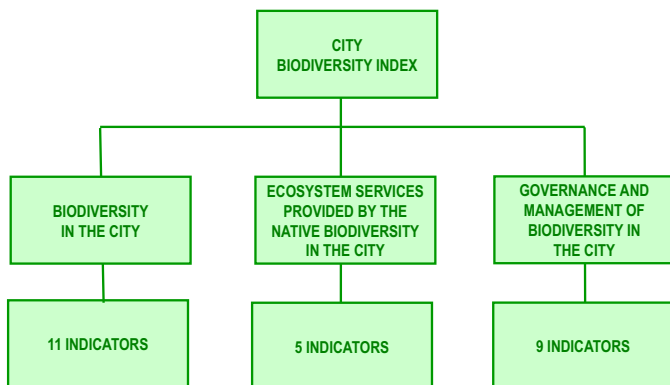 CITY
BIODIVERSITY INDEX
BIODIVERSITY
IN THE CITY
ECOSYSTEM SERVICES
PROVIDED BY THE
NATIVE BIODIVERSITY
IN THE CITY
GOVERNANCE AND
MANAGEMENT OF
BIODIVERSITY IN
THE CITY
11 INDICATORS
5 INDICATORS
9 INDICATORS